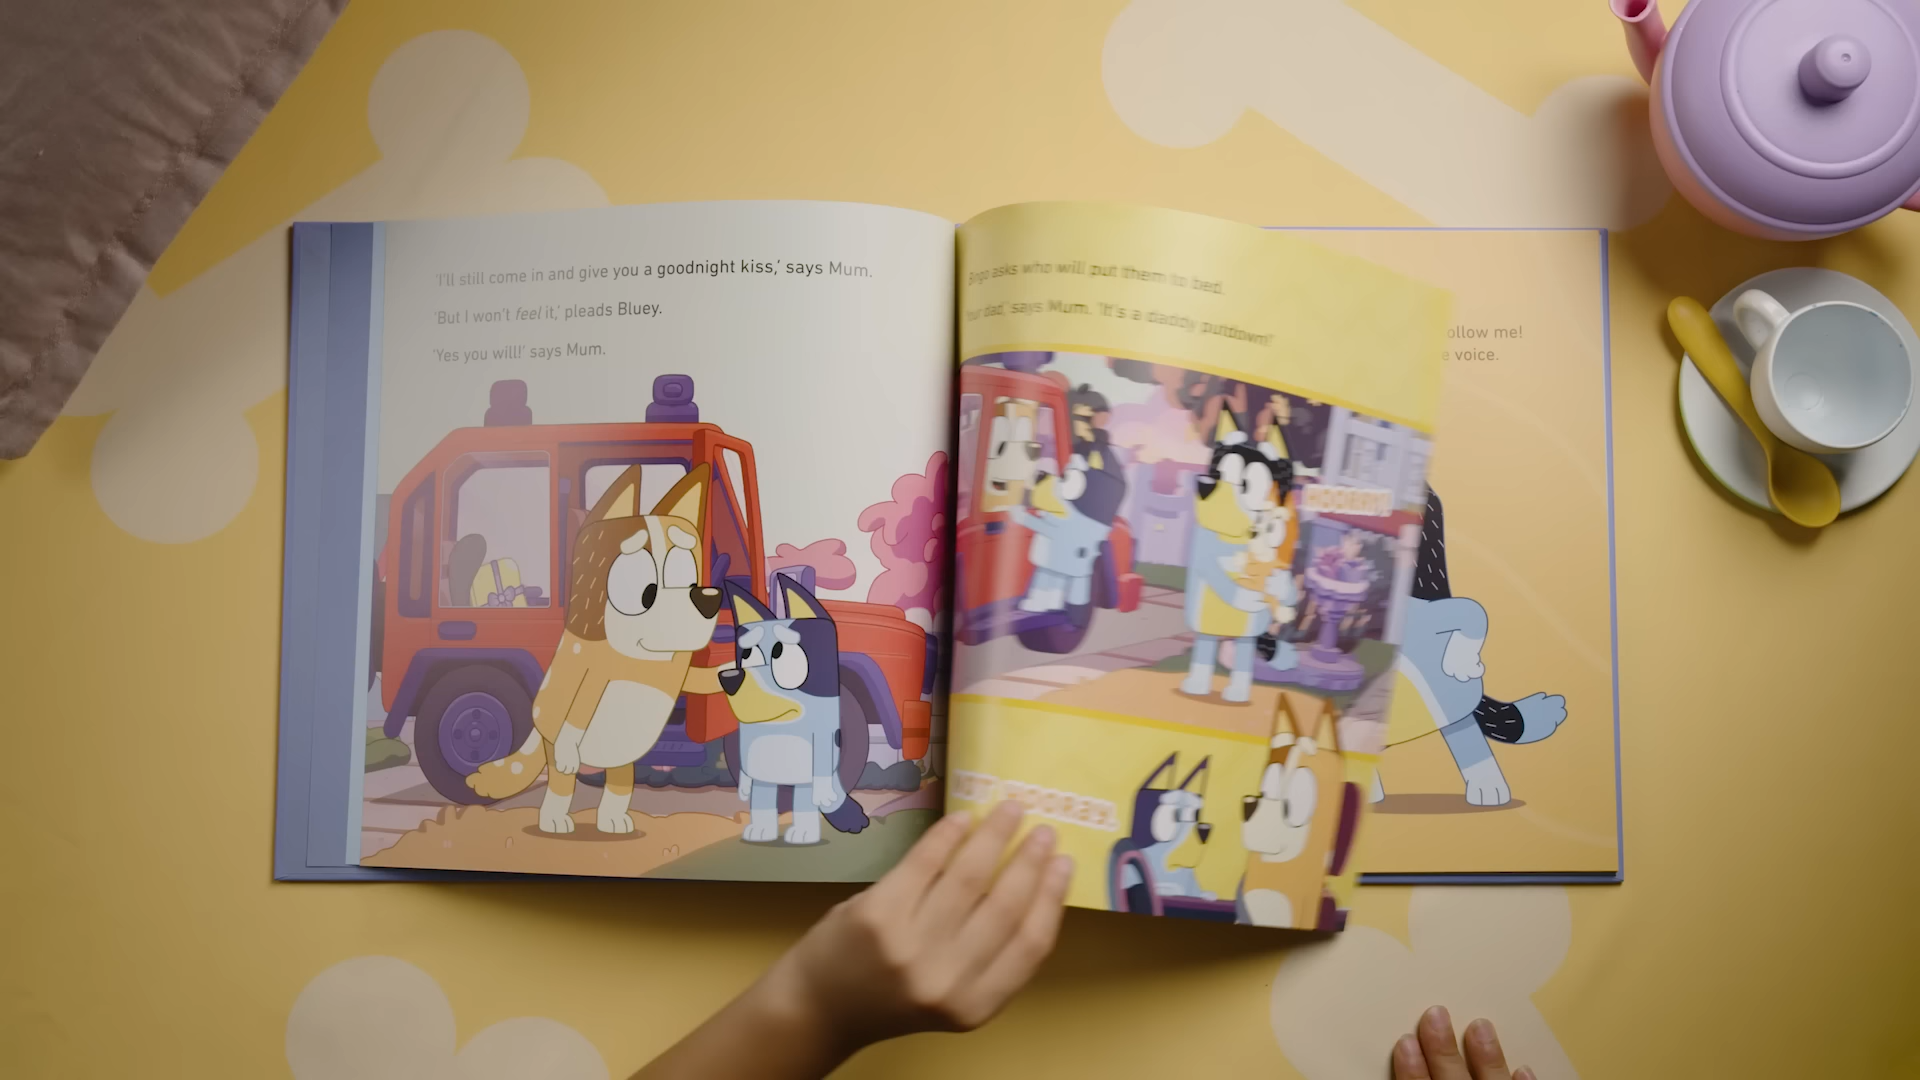 'I'll still come in and give you a goodnight kiss,' says Mum.
'But I won't feel it,' pleads Bluey.
'Yes you will!' says Mum.
Bingo asks who will put them to bed.
Your dad,' says Mum. 'It's a daddy putdown!'
HOORAY!
NOT HOORAY.
ollow me!
e voice.